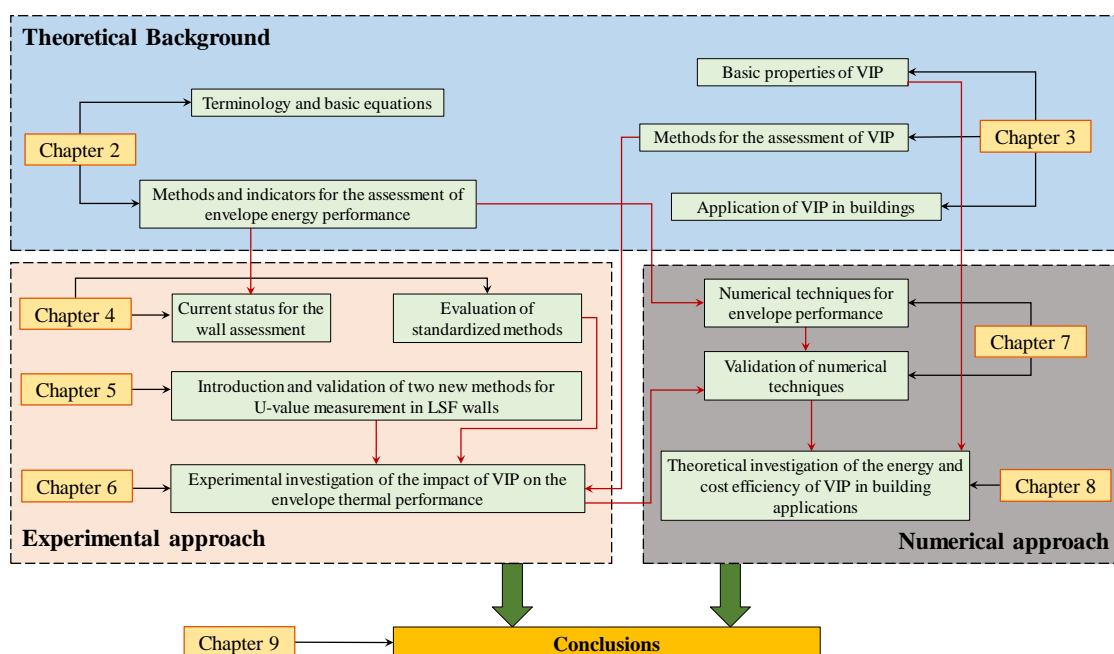 Theoretical Background
Basic properties of VIP
Terminology and basic equations
Chapter 2
Methods for the assessment of VIP
Chapter 3
Methods and indicators for the assessment of
envelope energy performance
Application of VIP in buildings
Chapter 4
Current status for the
wall assessment
Evaluation of
standardized methods
Chapter 5
Introduction and validation of two new methods for
U-value measurement in LSF walls
Chapter 6
Experimental investigation of the impact of VIP on the
envelope thermal performance
Experimental approach
Numerical techniques for
envelope performance
Chapter 7
Validation of numerical
techniques
Theoretical investigation of the energy and
cost efficiency of VIP in building
applications
Chapter 8
Numerical approach
Chapter 9
Conclusions